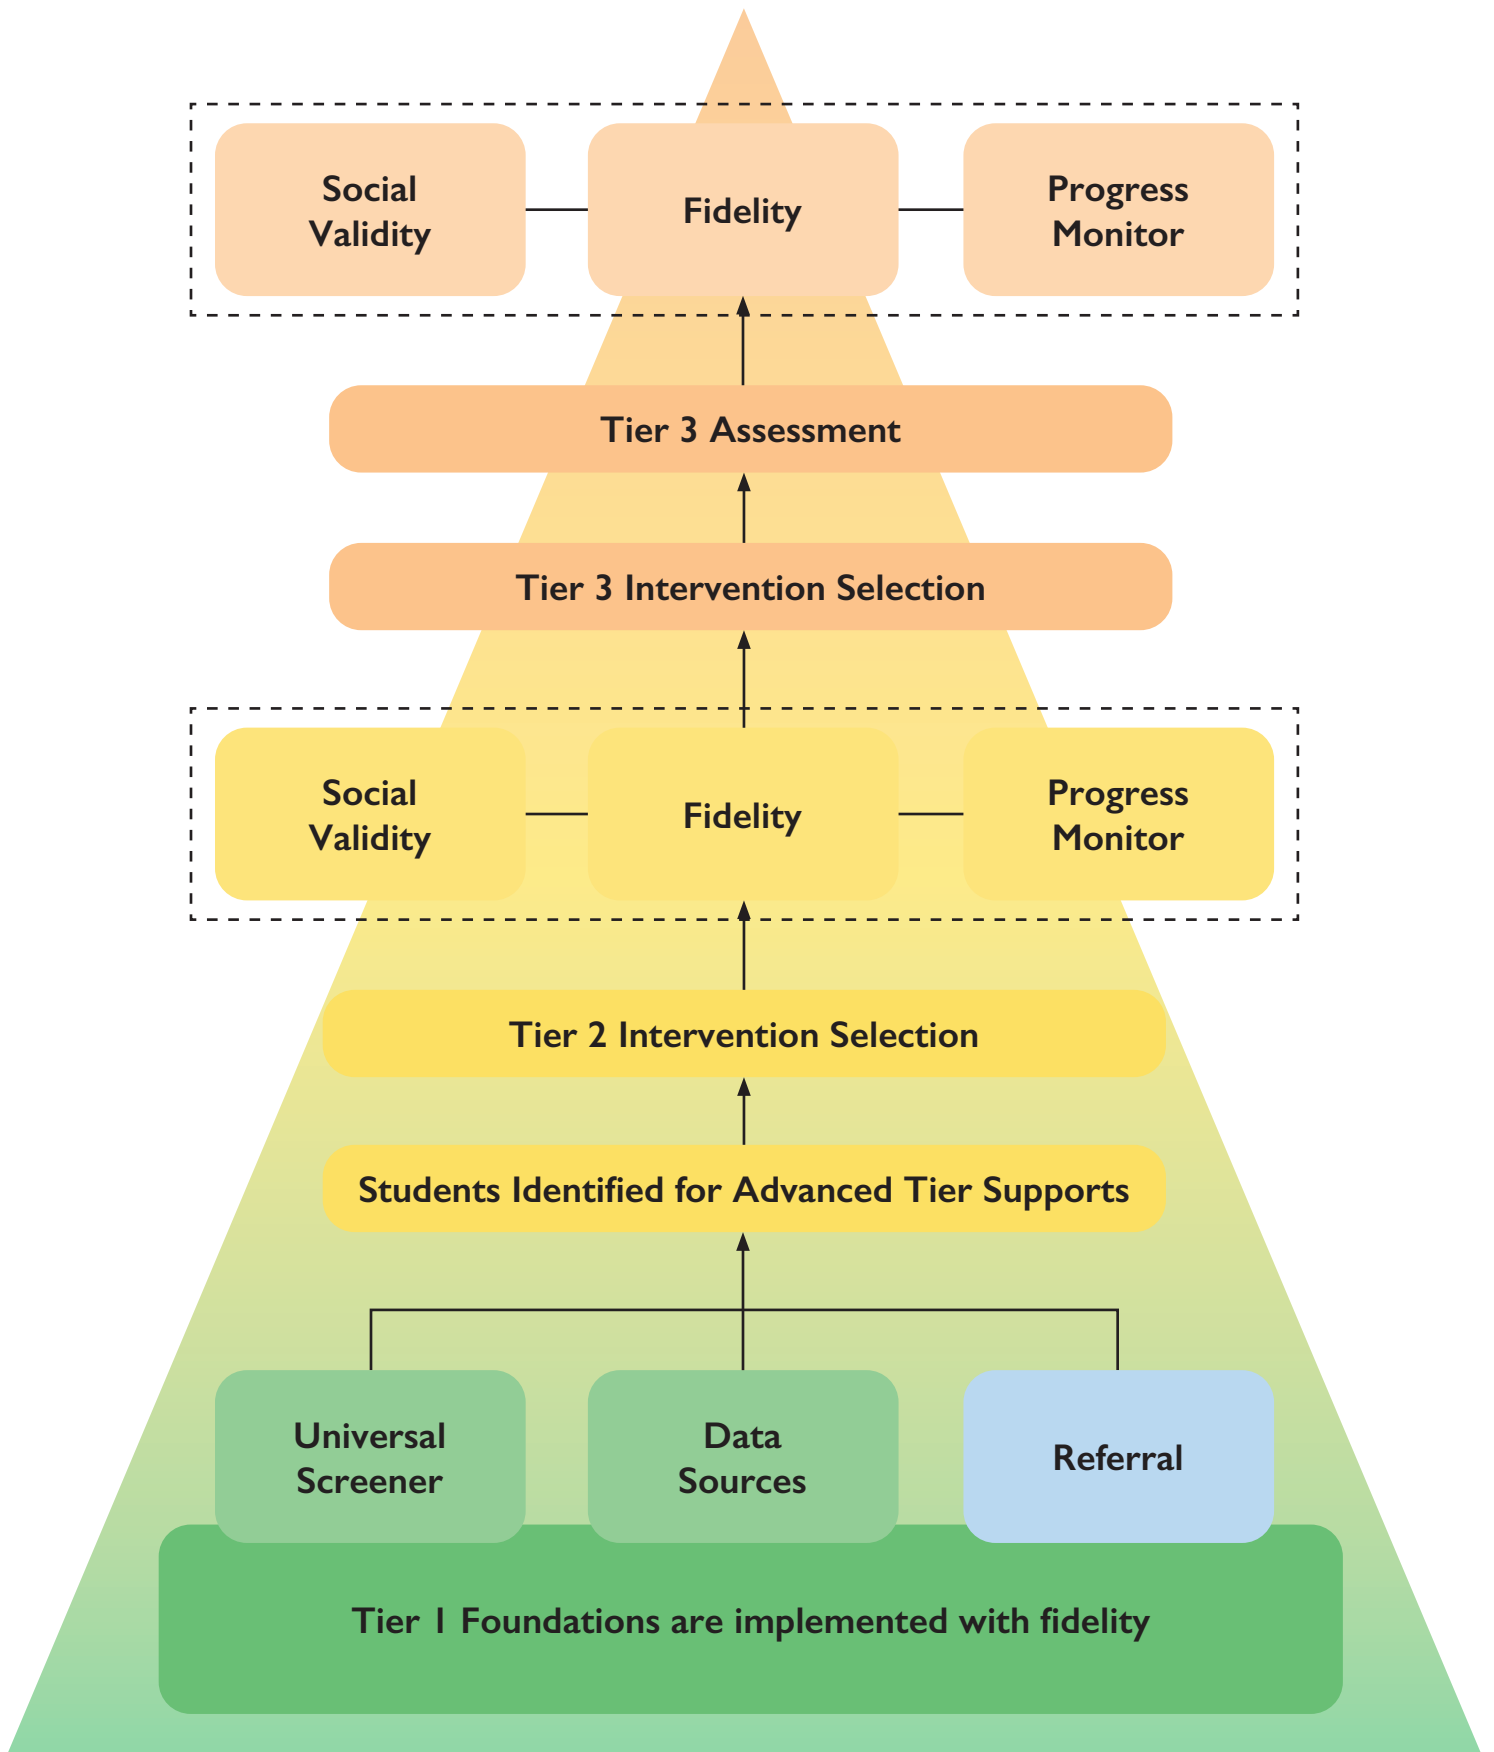 Social
Validity
Fidelity
Progress
Monitor
Tier 3 Assessment
Tier 3 Intervention Selection
Social
Validity
Fidelity
Progress
Monitor
Tier 2 Intervention Selection
Students Identified for Advanced Tier Supports
Universal
Screener
Data
Sources
Referral
Tier 1 Foundations are implemented with fidelity